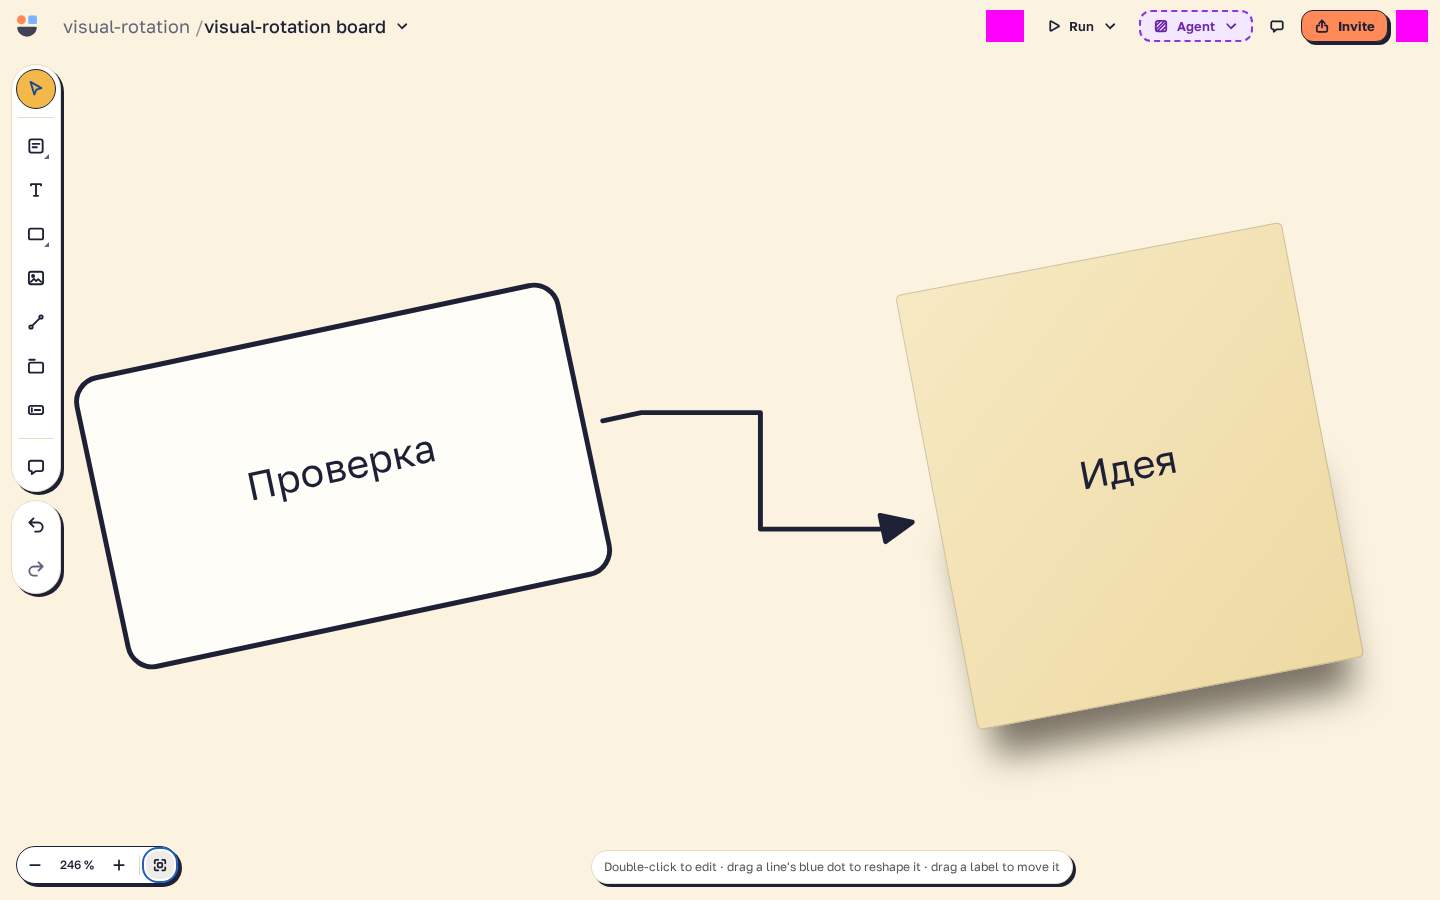 visual-rotation / visual-rotation board
Run
Agent
Invite
Проверка
Идея
246 %
Double-click to edit · drag a line's blue dot to reshape it · drag a label to move it